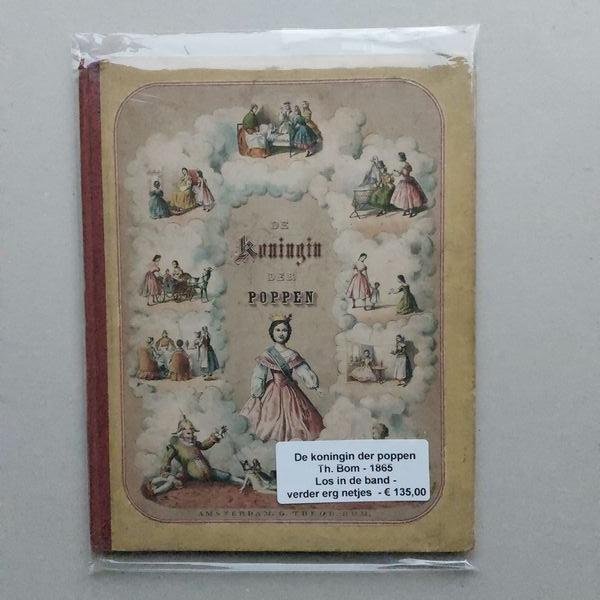 DE
Koningin
DER
POPPEN
De koningin der poppen
Th. Bom - 1865
Los in de band -
verder erg netjes - € 135,00
AMSTERDAM, G. THEOD. BOM.